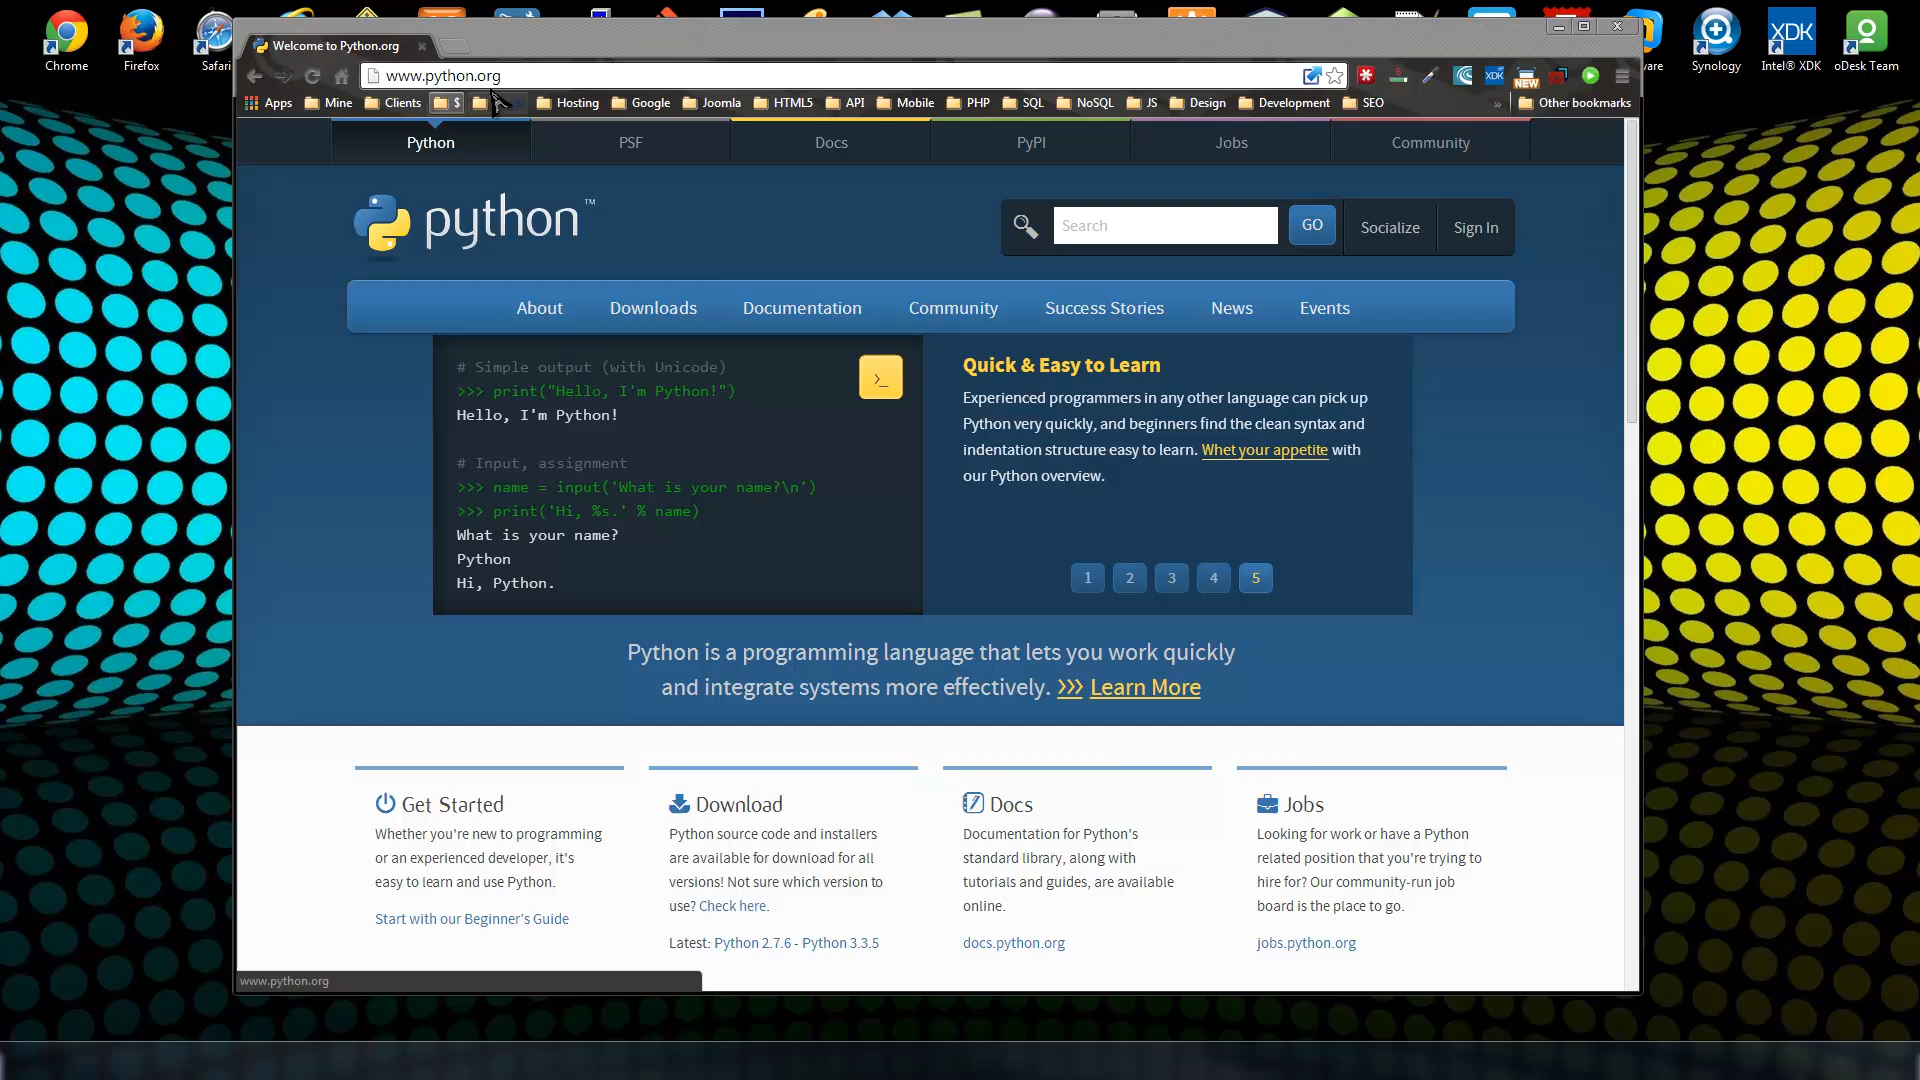 Chrome
Firefox
Safari
ware
Synology
Intel® XDK
oDesk Team
XDK
Welcome to Python.org
www.python.org
XDK
NEW
Apps
Mine
Clients
$
Hosting
Google
Joomla
HTML5
API
Mobile
PHP
SQL
NoSQL
JS
Design
Development
SEO
»
Other bookmarks
Python
PSF
Docs
PyPI
Jobs
Community
python™
Search
GO
Socialize
Sign In
About
Downloads
Documentation
Community
Success Stories
News
Events
# Simple output (with Unicode)
>>> print("Hello, I'm Python!")
Hello, I'm Python!
# Input, assignment
>>> name = input('What is your name?\n')
>>> print('Hi, %s.' % name)
What is your name?
Python
Hi, Python.
>_
Quick & Easy to Learn
Experienced programmers in any other language can pick up
Python very quickly, and beginners find the clean syntax and
indentation structure easy to learn. Whet your appetite with
our Python overview.
1
2
3
4
5
Python is a programming language that lets you work quickly
and integrate systems more effectively. >>> Learn More
Get Started
Whether you're new to programming
or an experienced developer, it's
easy to learn and use Python.
Start with our Beginner's Guide
Download
Python source code and installers
are available for download for all
versions! Not sure which version to
use? Check here.
Latest: Python 2.7.6 - Python 3.3.5
Docs
Documentation for Python's
standard library, along with
tutorials and guides, are available
online.
docs.python.org
Jobs
Looking for work or have a Python
related position that you're trying to
hire for? Our community-run job
board is the place to go.
jobs.python.org
www.python.org